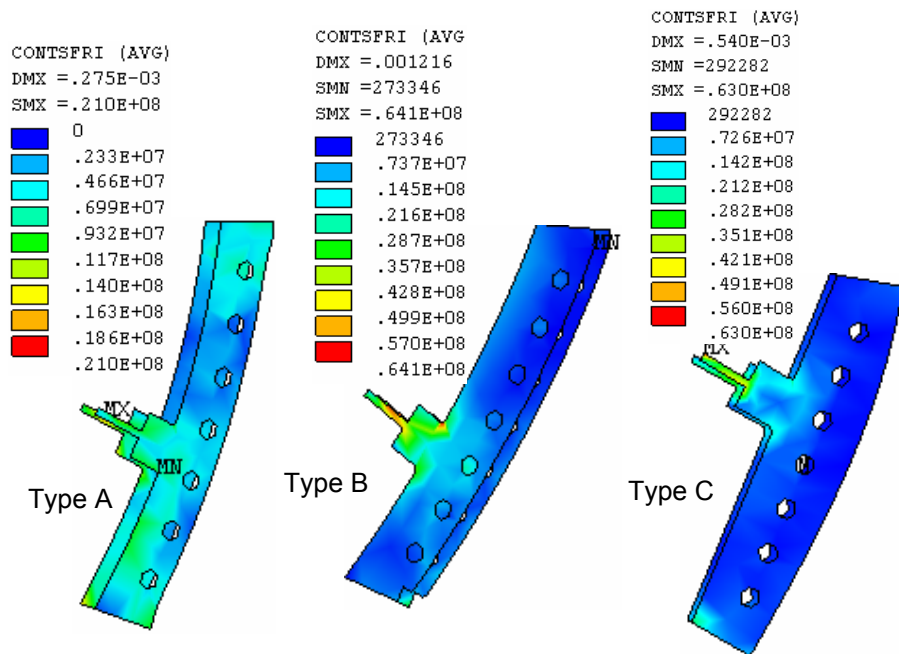 CONTSFRI (AVG)
DMX =.275E-03
SMX =.210E+08
0
.233E+07
.466E+07
.699E+07
.932E+07
.117E+08
.140E+08
.163E+08
.186E+08
.210E+08
MX
MN
Type A
CONTSFRI (AVG
DMX =.001216
SMN =273346
SMX =.641E+08
273346
.737E+07
.145E+08
.216E+08
.287E+08
.357E+08
.428E+08
.499E+08
.570E+08
.641E+08
MN
Type B
CONTSFRI (AVG)
DMX =.540E-03
SMN =292282
SMX =.630E+08
292282
.726E+07
.142E+08
.212E+08
.282E+08
.351E+08
.421E+08
.491E+08
.560E+08
.630E+08
MX
Type C